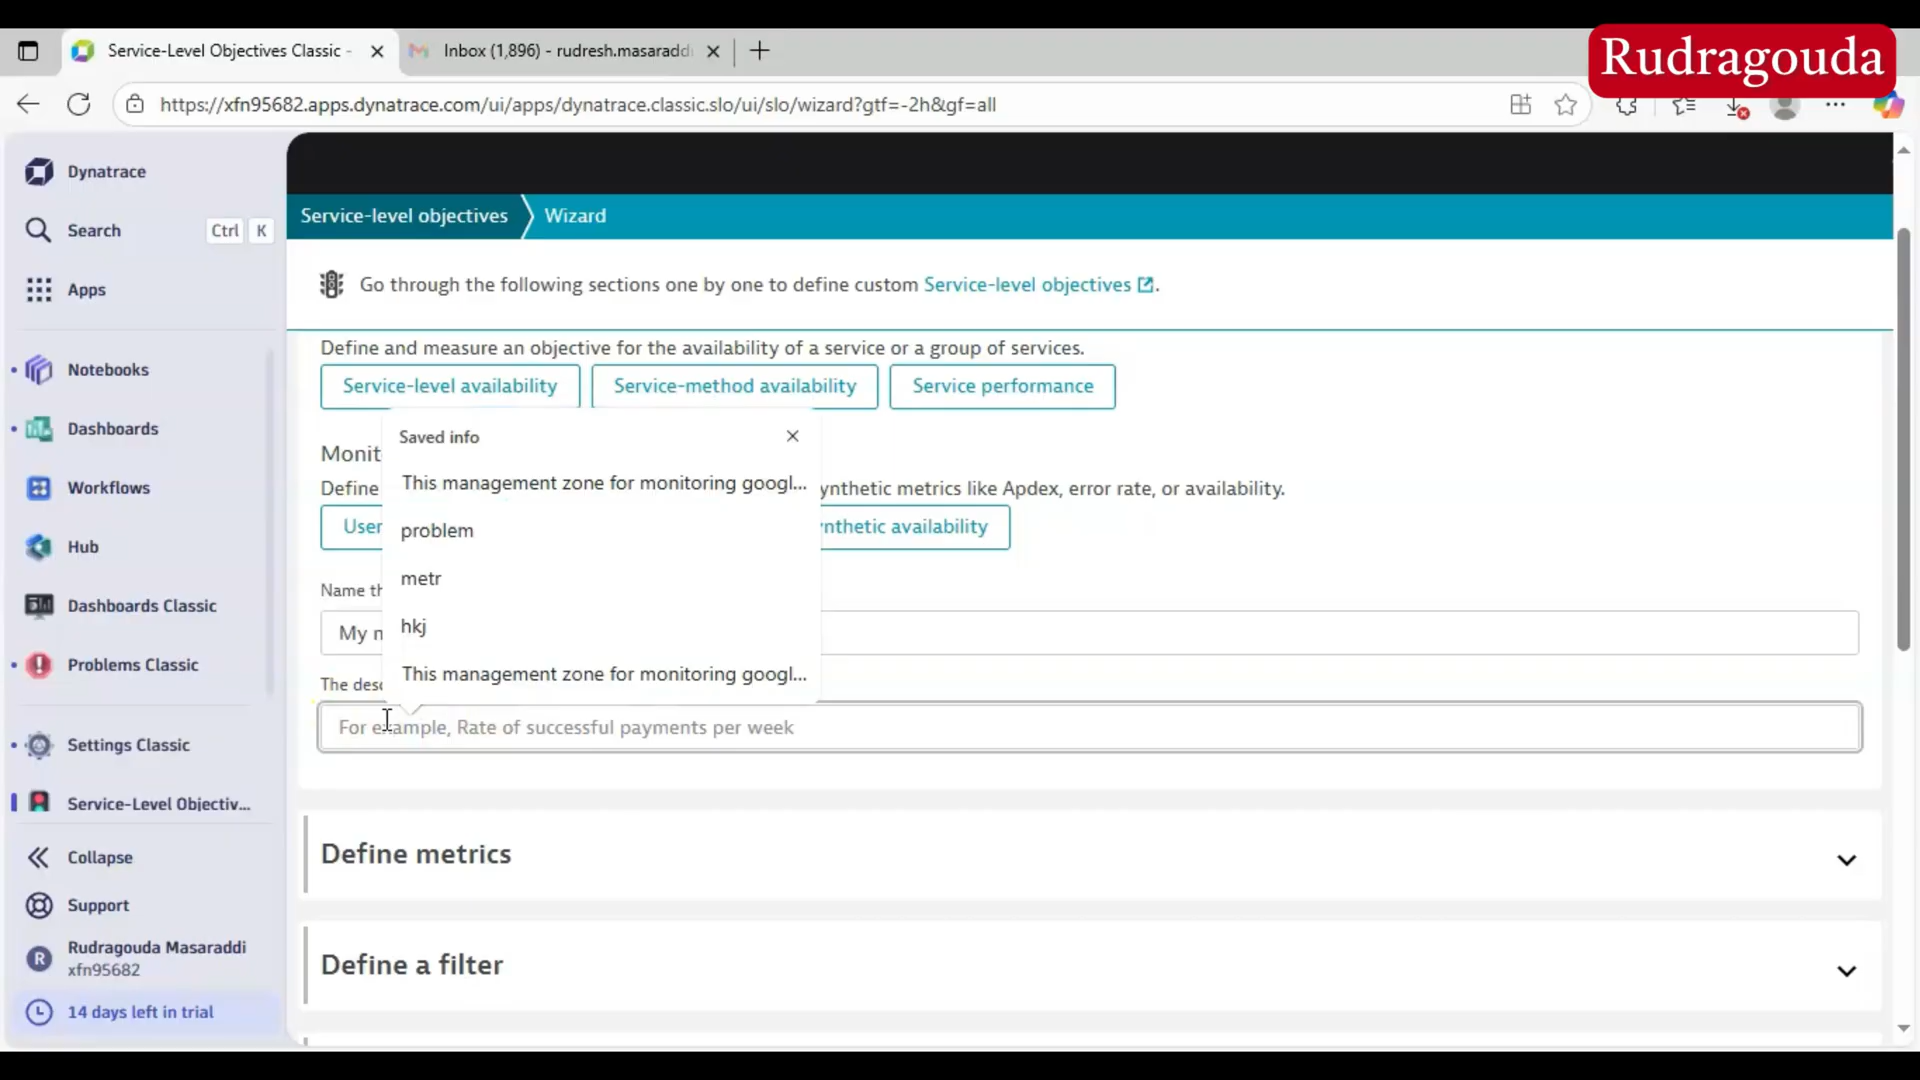 Service-Level Objectives Classic -
Inbox (1,896) - rudresh.masaraddi
Rudragouda
https://xfn95682.apps.dynatrace.com/ui/apps/dynatrace.classic.slo/ui/slo/wizard?gtf=-2h&gf=all
Dynatrace
Search Ctrl K
Apps
Notebooks
Dashboards
Workflows
Hub
Dashboards Classic
Problems Classic
Settings Classic
Service-Level Objectiv...
Collapse
Support
R
Rudragouda Masaraddi
xfn95682
14 days left in trial
Service-level objectives Wizard
Go through the following sections one by one to define custom Service-level objectives.
Define and measure an objective for the availability of a service or a group of services.
Service-level availability Service-method availability Service performance
Saved info
This management zone for monitoring googl...
problem
metr
hkj
This management zone for monitoring googl...
Monit
Define ynthetic metrics like Apdex, error rate, or availability.
User nthetic availability
Name th
My
The desc
For example, Rate of successful payments per week
Define metrics
Define a filter